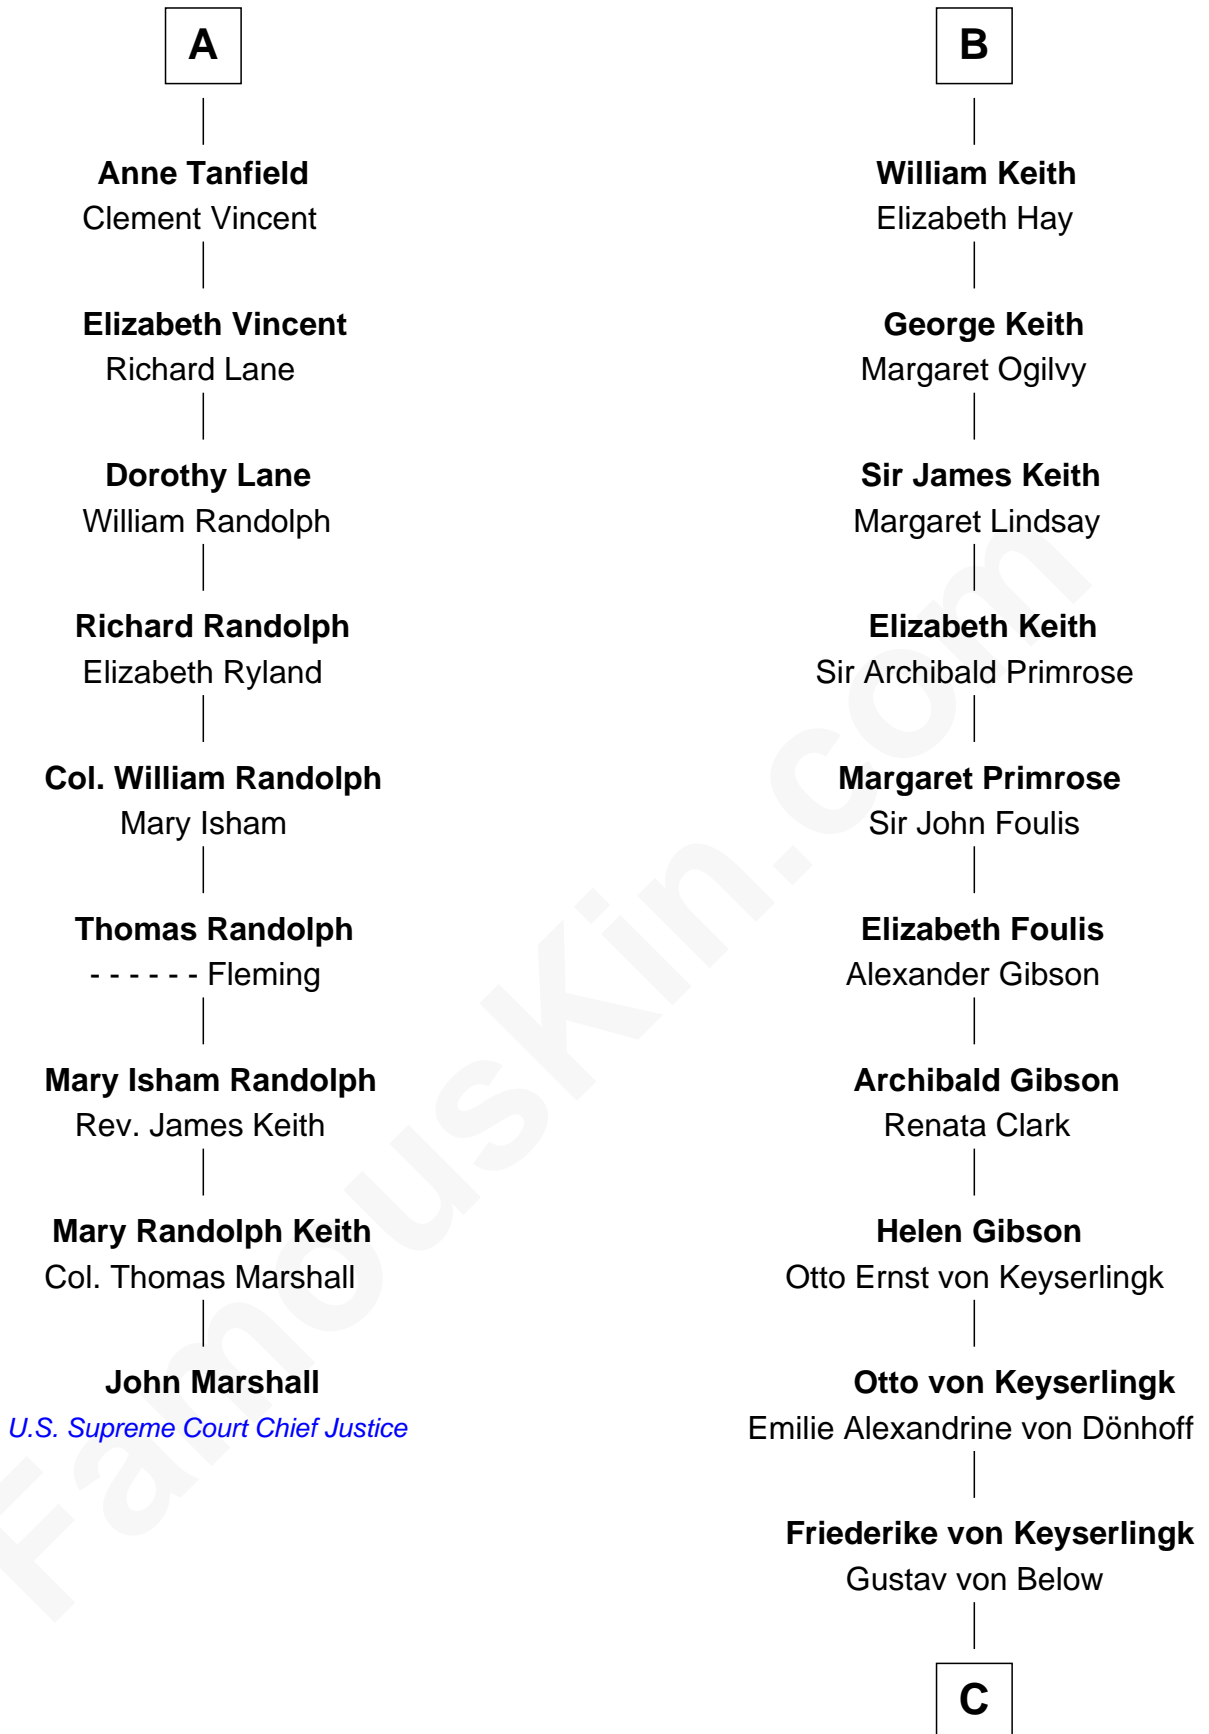 A
Anne Tanfield
Clement Vincent
Elizabeth Vincent
Richard Lane
Dorothy Lane
William Randolph
Richard Randolph
Elizabeth Ryland
Col. William Randolph
Mary Isham
Thomas Randolph
- - - - - - Fleming
Mary Isham Randolph
Rev. James Keith
Mary Randolph Keith
Col. Thomas Marshall
John Marshall
U.S. Supreme Court Chief Justice
B
William Keith
Elizabeth Hay
George Keith
Margaret Ogilvy
Sir James Keith
Margaret Lindsay
Elizabeth Keith
Sir Archibald Primrose
Margaret Primrose
Sir John Foulis
Elizabeth Foulis
Alexander Gibson
Archibald Gibson
Renata Clark
Helen Gibson
Otto Ernst von Keyserlingk
Otto von Keyserlingk
Emilie Alexandrine von Dönhoff
Friederike von Keyserlingk
Gustav von Below
C
FamousKin.com